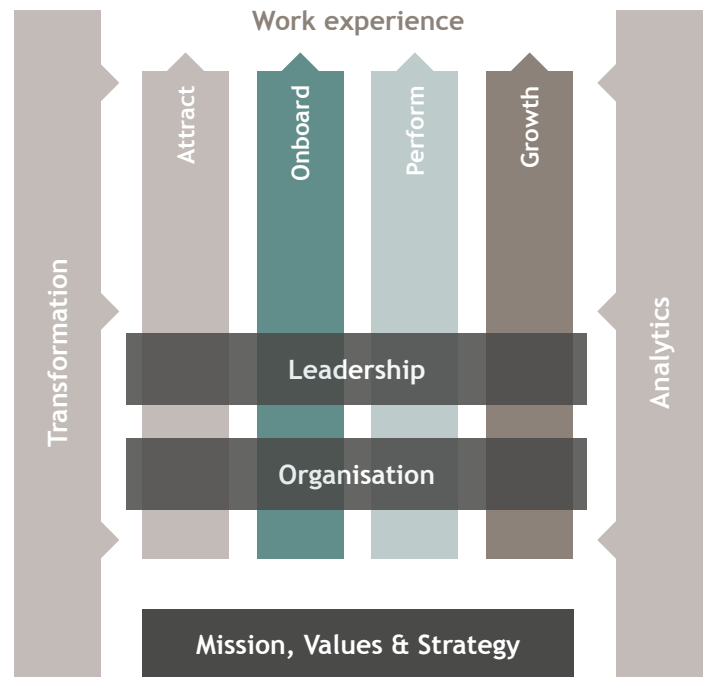 Work experience
Attract
Onboard
Perform
Growth
Transformation
Analytics
Leadership
Organisation
Mission, Values & Strategy